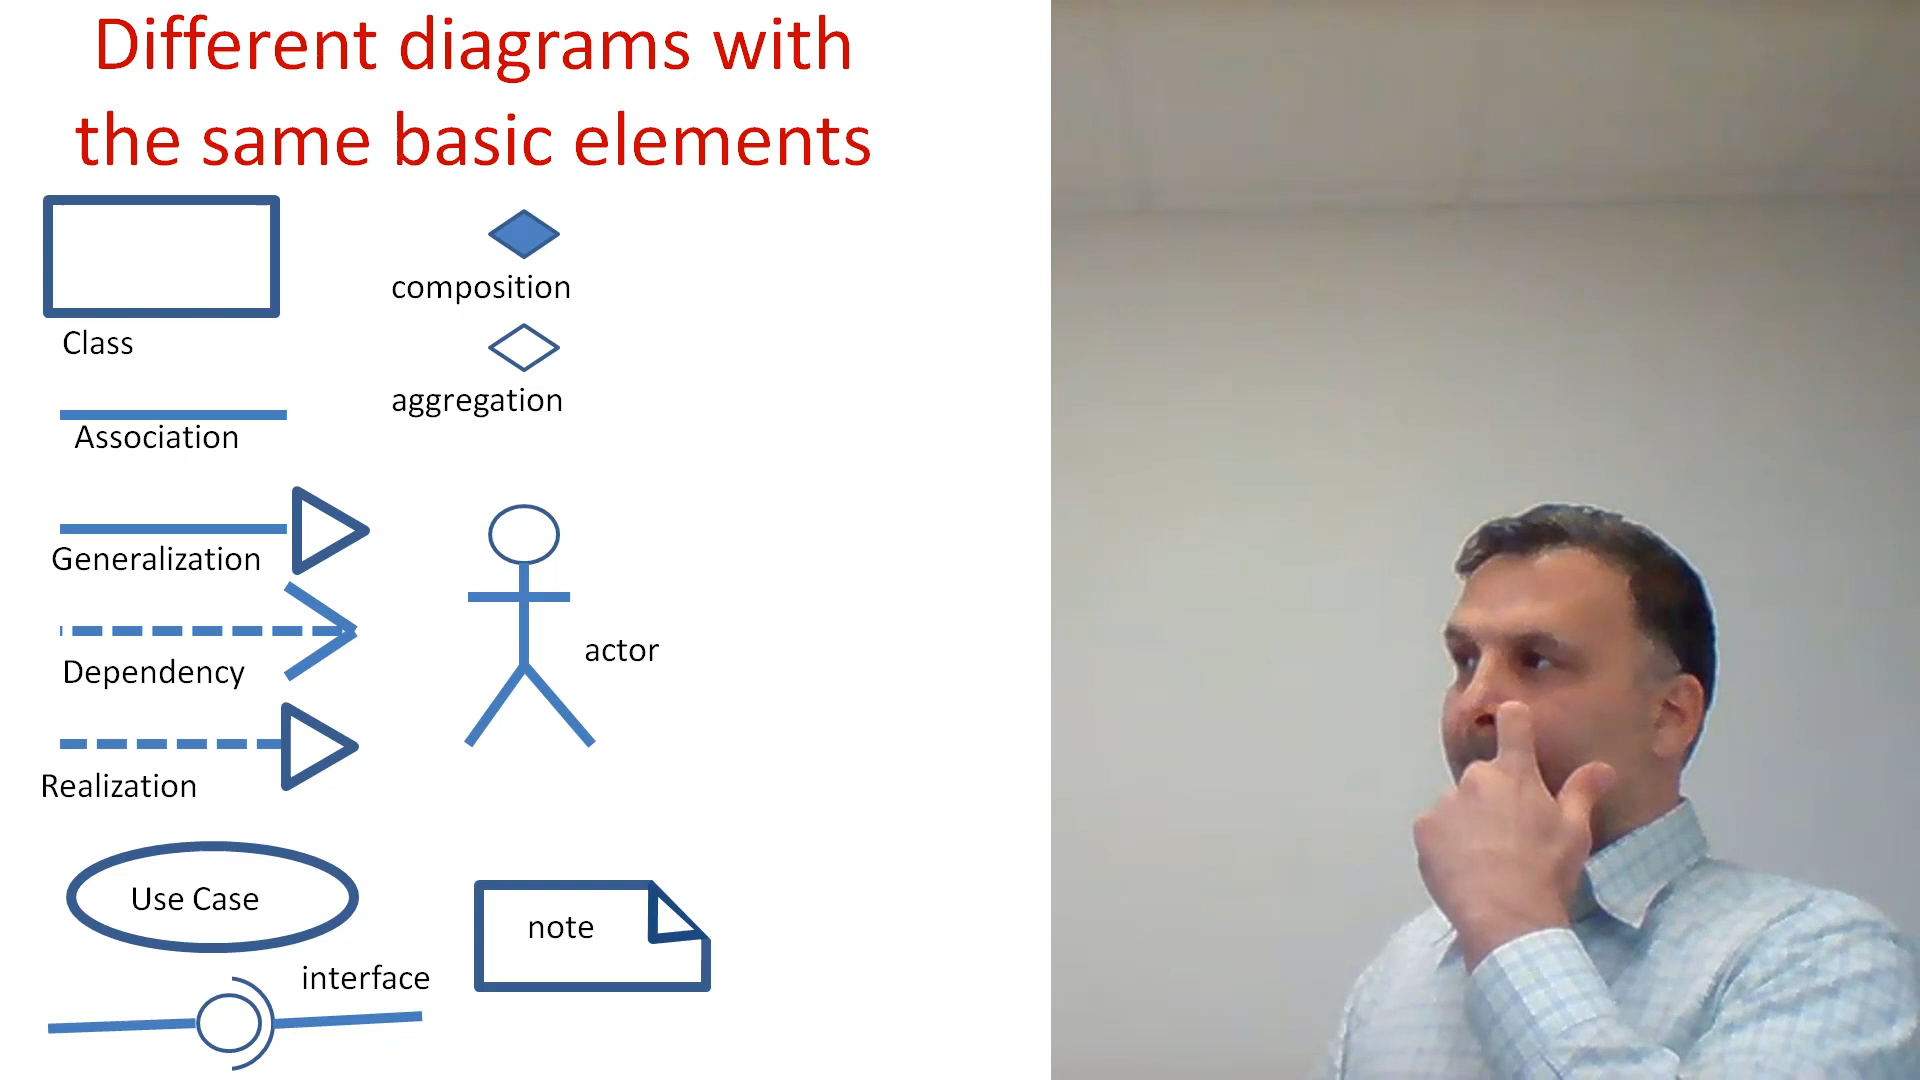 Different diagrams with
the same basic elements
Class
composition
aggregation
Association
Generalization
Dependency
actor
Realization
Use Case
note
interface